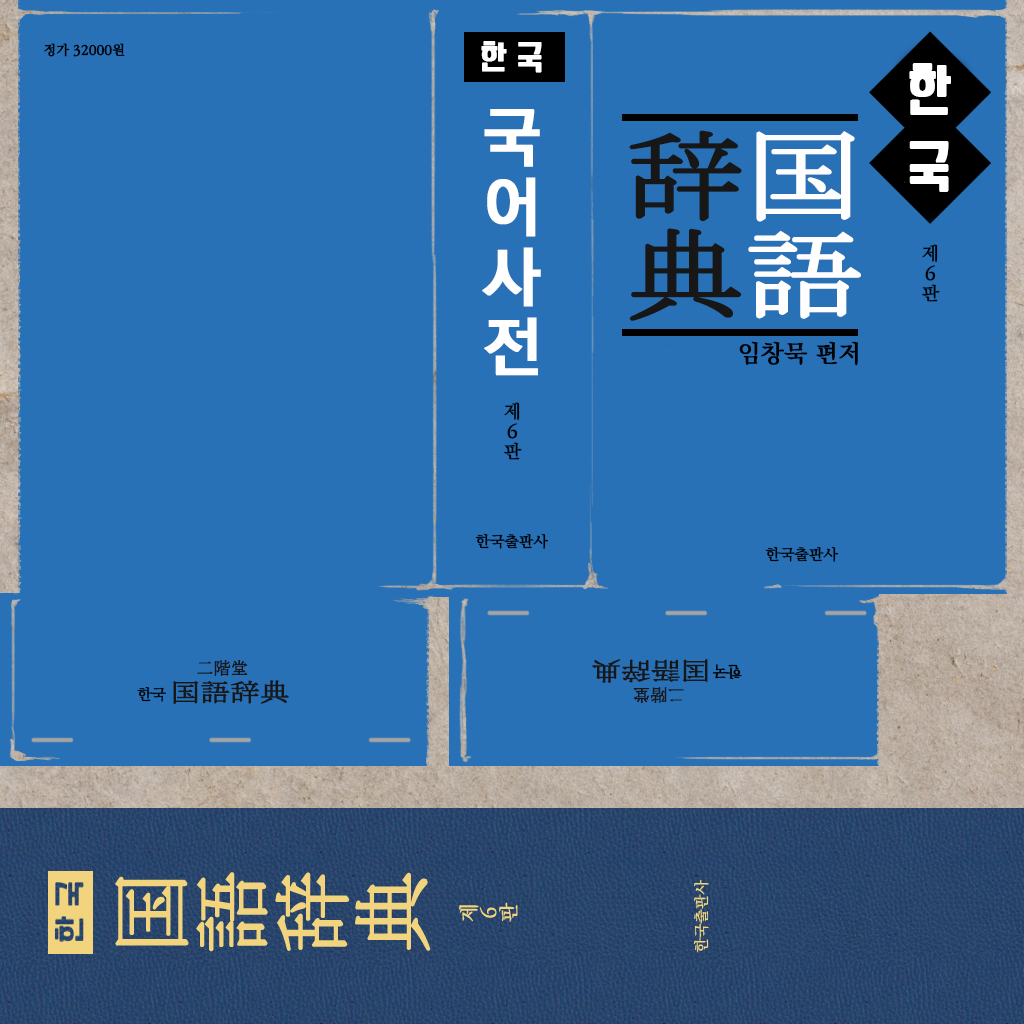 정가 32000원
한국
국어사전
제6판
한국출판사
한국
国語
辞典
제6판
임창묵 편저
한국출판사
二階堂
한국 国語辞典
한국 国語辞典
二階堂
한국
国語辞典
제6판
한국출판사